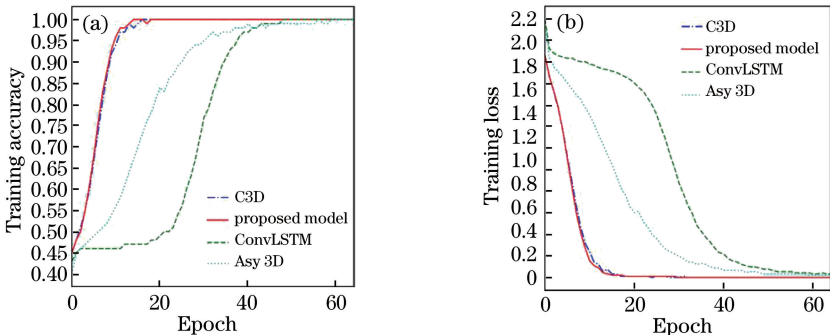 (a)
1.00
0.95
0.90
0.85
0.80
0.75
0.70
0.65
0.60
0.55
0.50
0.45
0.40
Training accuracy
C3D
proposed model
ConvLSTM
Asy 3D
0 20 40 60
Epoch
(b)
2.2
2.2
1.8
1.6
1.4
1.2
1.0
0.8
0.8
0.4
0.2
0
Training loss
C3D
proposed model
ConvLSTM
Asy 3D
0 20 40 60
Epoch